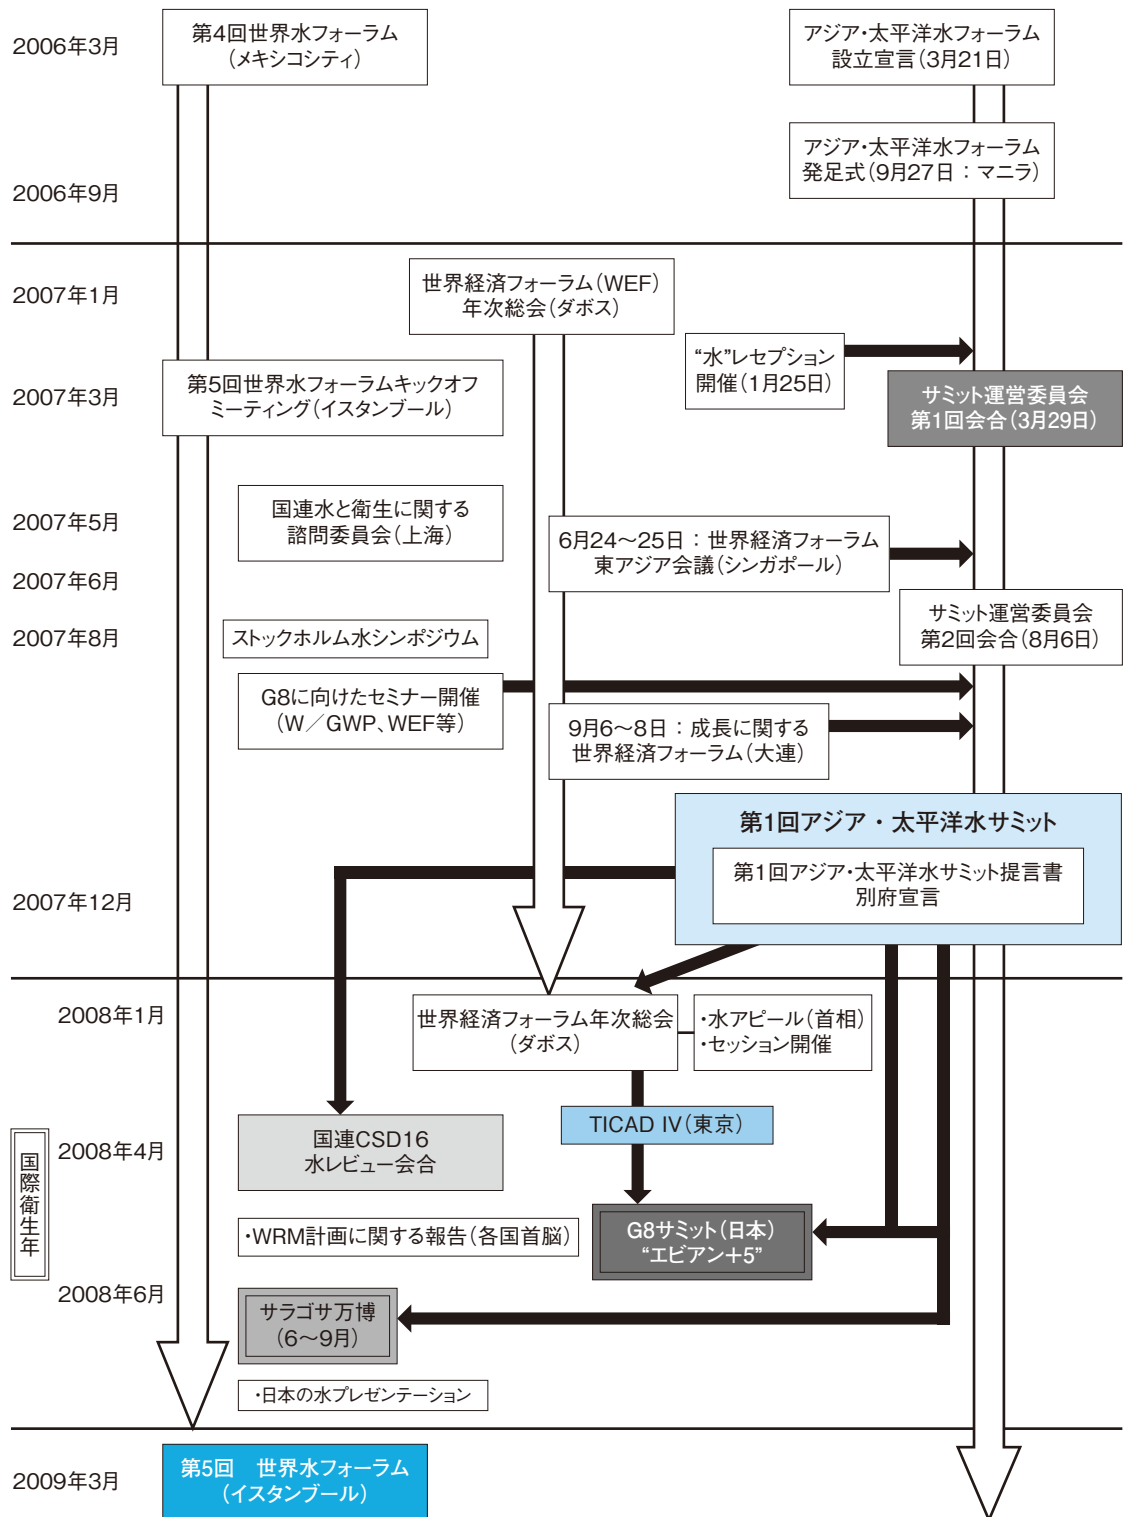 2006年3月
第4回世界水フォーラム
（メキシコシティ）
アジア・太平洋水フォーラム
設立宣言（3月21日）
アジア・太平洋水フォーラム
発足式（9月27日：マニラ）
2006年9月
2007年1月
世界経済フォーラム（WEF）
年次総会（ダボス）
“水”レセプション
開催（1月25日）
2007年3月
第5回世界水フォーラムキックオフ
ミーティング（イスタンブール）
サミット運営委員会
第1回会合（3月29日）
2007年5月
国連水と衛生に関する
諮問委員会（上海）
6月24～25日：世界経済フォーラム
東アジア会議（シンガポール）
2007年6月
サミット運営委員会
第2回会合（8月6日）
2007年8月
ストックホルム水シンポジウム
G8に向けたセミナー開催
（W／GWP、WEF等）
9月6～8日：成長に関する
世界経済フォーラム（大連）
第1回アジア・太平洋水サミット
第1回アジア・太平洋水サミット提言書
別府宣言
2007年12月
2008年1月
世界経済フォーラム年次総会
（ダボス）
・水アピール（首相）
・セッション開催
TICAD IV（東京）
国際衛生年
2008年4月
国連CSD16
水レビュー会合
・WRM計画に関する報告（各国首脳）
G8サミット（日本）
“エビアン＋5”
2008年6月
サラゴサ万博
（6～9月）
・日本の水プレゼンテーション
2009年3月
第5回　世界水フォーラム
（イスタンブール）